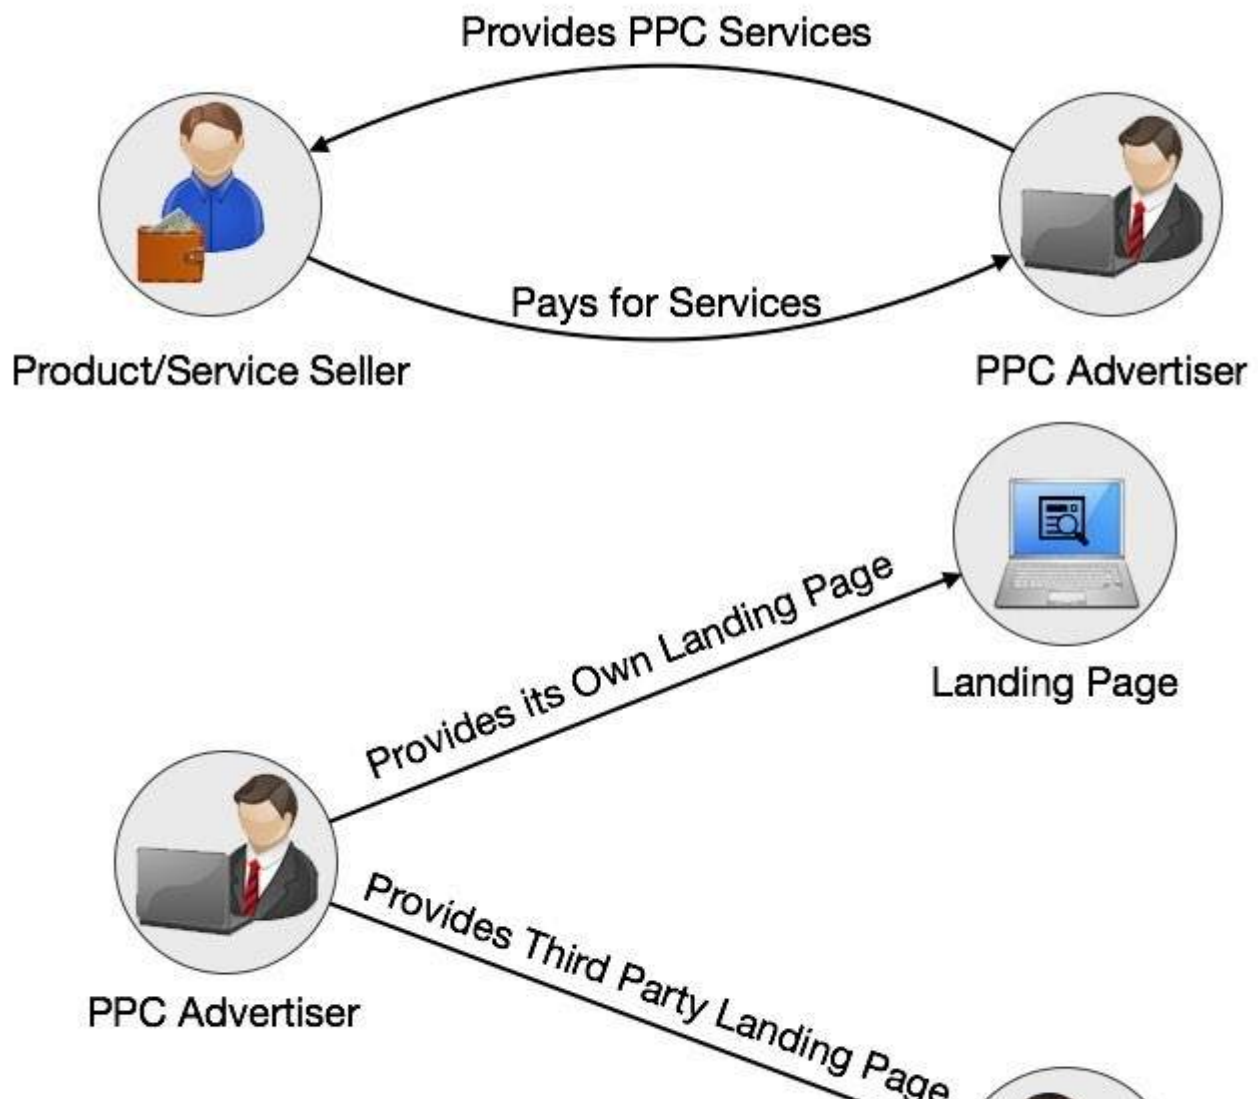 Provides PPC Services
Pays for Services
Product/Service Seller
PPC Advertiser
Provides its Own Landing Page
Landing Page
PPC Advertiser
Provides Third Party Landing Page